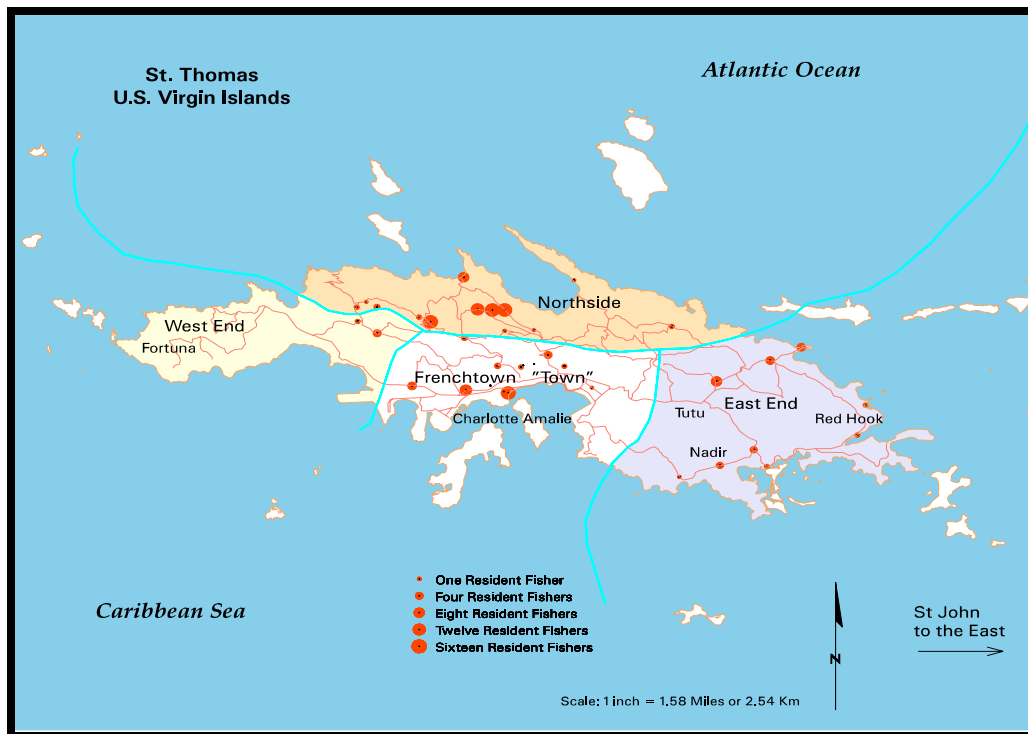 St. Thomas
U.S. Virgin Islands
Atlantic Ocean
Northside
West End
Fortuna
Frenchtown
"Town"
East End
Charlotte Amalie
Tutu
Red Hook
Nadir
One Resident Fisher
Four Resident Fishers
Eight Resident Fishers
Twelve Resident Fishers
Sixteen Resident Fishers
Caribbean Sea
St John
to the East
N
Scale: 1 inch = 1.58 Miles or 2.54 Km